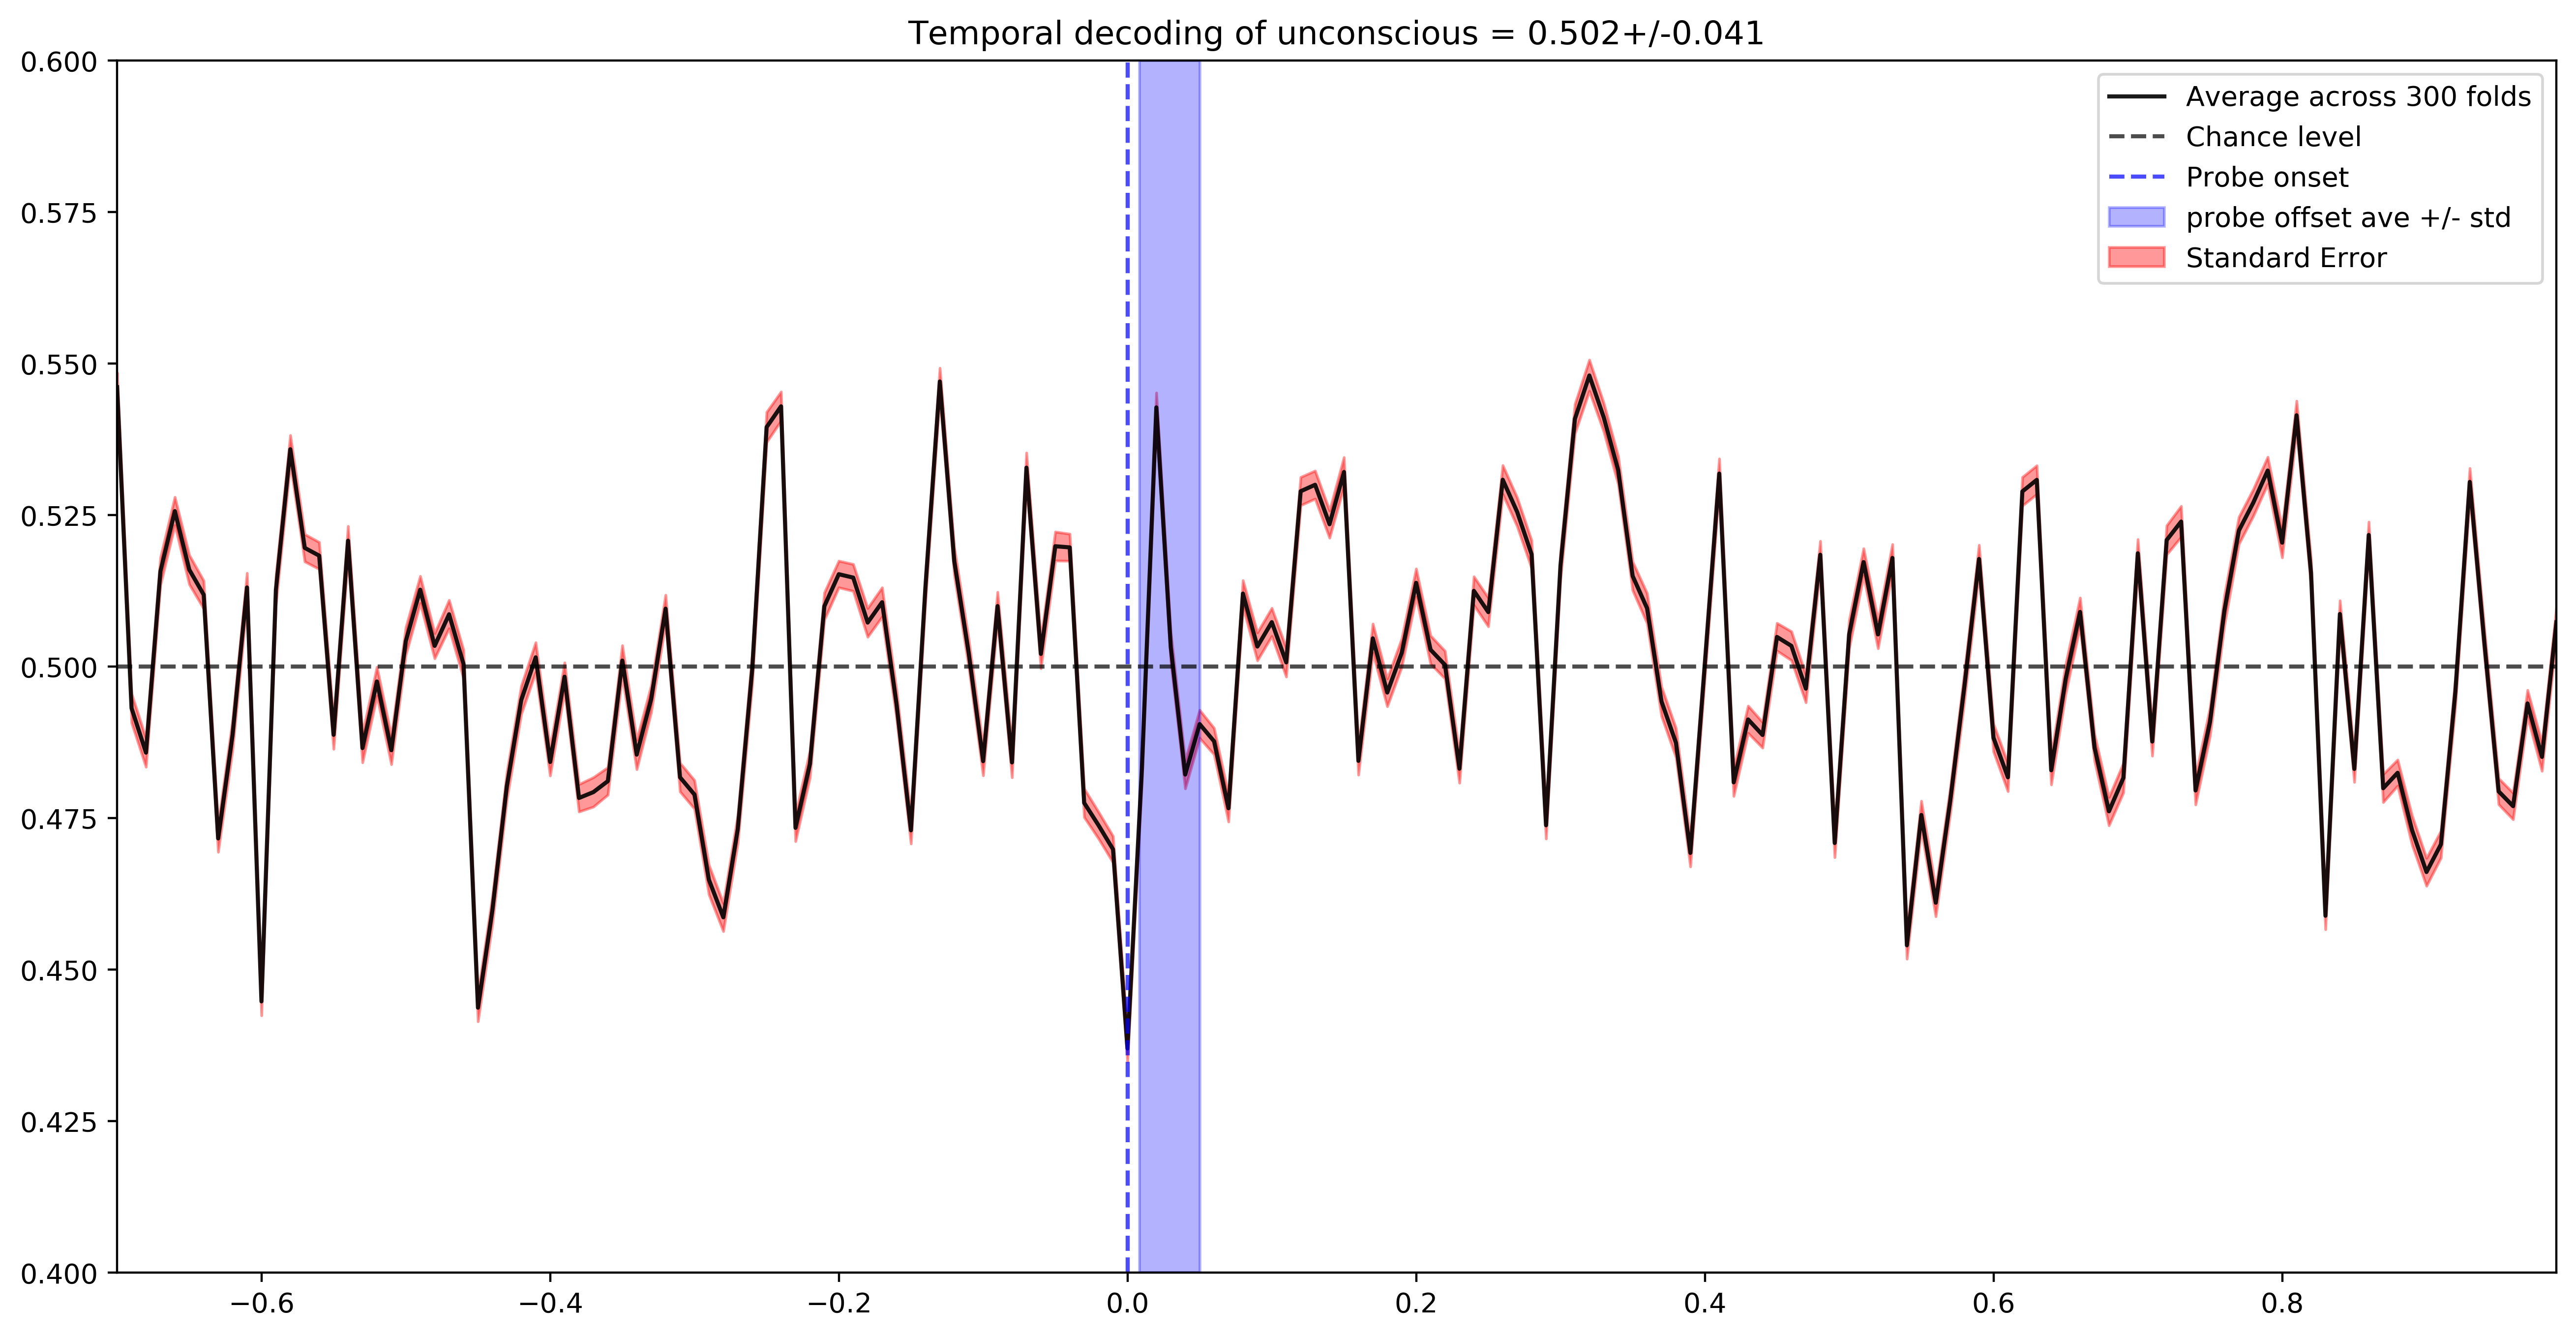 Temporal decoding of unconscious = 0.502+/-0.041
0.600
0.575
0.550
0.525
0.500
0.475
0.450
0.425
0.400
Average across 300 folds
Chance level
Probe onset
probe offset ave +/- std
Standard Error
−0.6
−0.4
−0.2
0.0
0.2
0.4
0.6
0.8